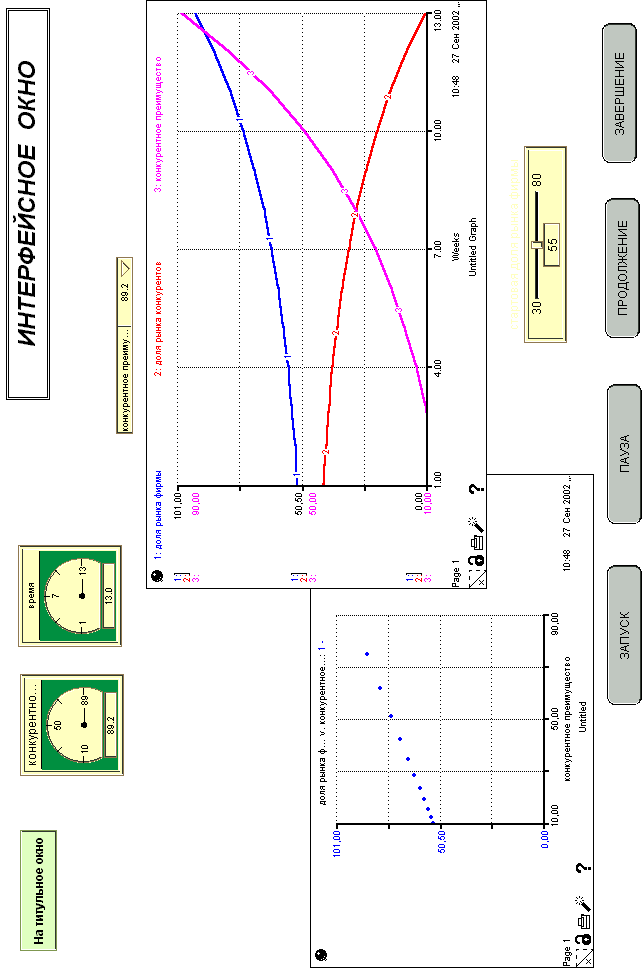 ИНТЕРФЕЙСНОЕ ОКНО
На титульное окно
конкурентно...
50
10
89
89.2
время
7
1
13
13.0
конкурентное преиму... 89.2
1: доля рынка фирмы 2: доля рынка конкурентов 3: конкурентное преимущество
1:
2:
3:
101,00
90,00
1:
2:
3:
50,50
50,00
1:
2:
3:
0,00
10,00
1.00 4.00 7.00 10.00 13.00
Page 1 Weeks 10:48 27 Сен 2002 ...
Untitled Graph
?
доля рынка ф... v. конкурентное...: 1 -
101,00
50,50
0,00
10,00 50,00 90,00
Page 1 конкурентное преимущество 10:48 27 Сен 2002 ...
Untitled
?
30 80
55
ЗАПУСК
ПАУЗА
ПРОДОЛЖЕНИЕ
ЗАВЕРШЕНИЕ